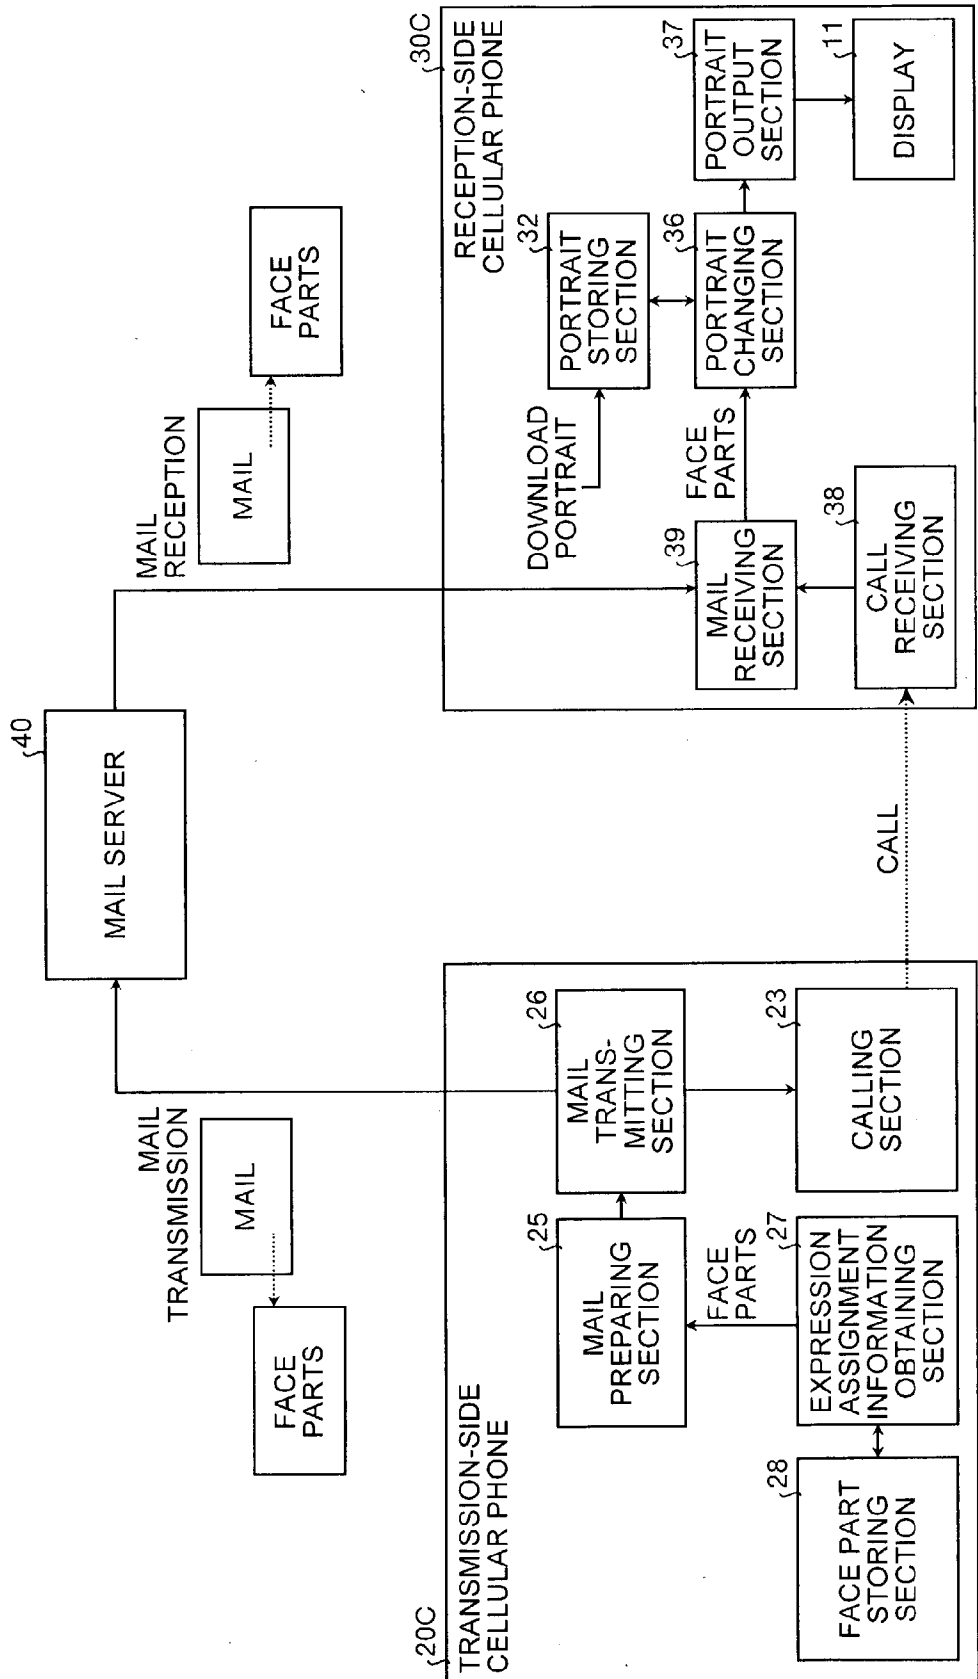 40
MAIL SERVER
MAIL
TRANSMISSION
MAIL
FACE
PARTS
MAIL
RECEPTION
MAIL
FACE
PARTS
20C
TRANSMISSION-SIDE
CELLULAR PHONE
25
MAIL
PREPARING
SECTION
26
MAIL
TRANS-
MITTING
SECTION
FACE
PARTS
28
FACE PART
STORING
SECTION
27
EXPRESSION
ASSIGNMENT
INFORMATION
OBTAINING
SECTION
23
CALLING
SECTION
CALL
30C
RECEPTION-SIDE
CELLULAR PHONE
DOWNLOAD
PORTRAIT
32
PORTRAIT
STORING
SECTION
39
MAIL
RECEIVING
SECTION
FACE
PARTS
36
PORTRAIT
CHANGING
SECTION
37
PORTRAIT
OUTPUT
SECTION
38
CALL
RECEIVING
SECTION
11
DISPLAY